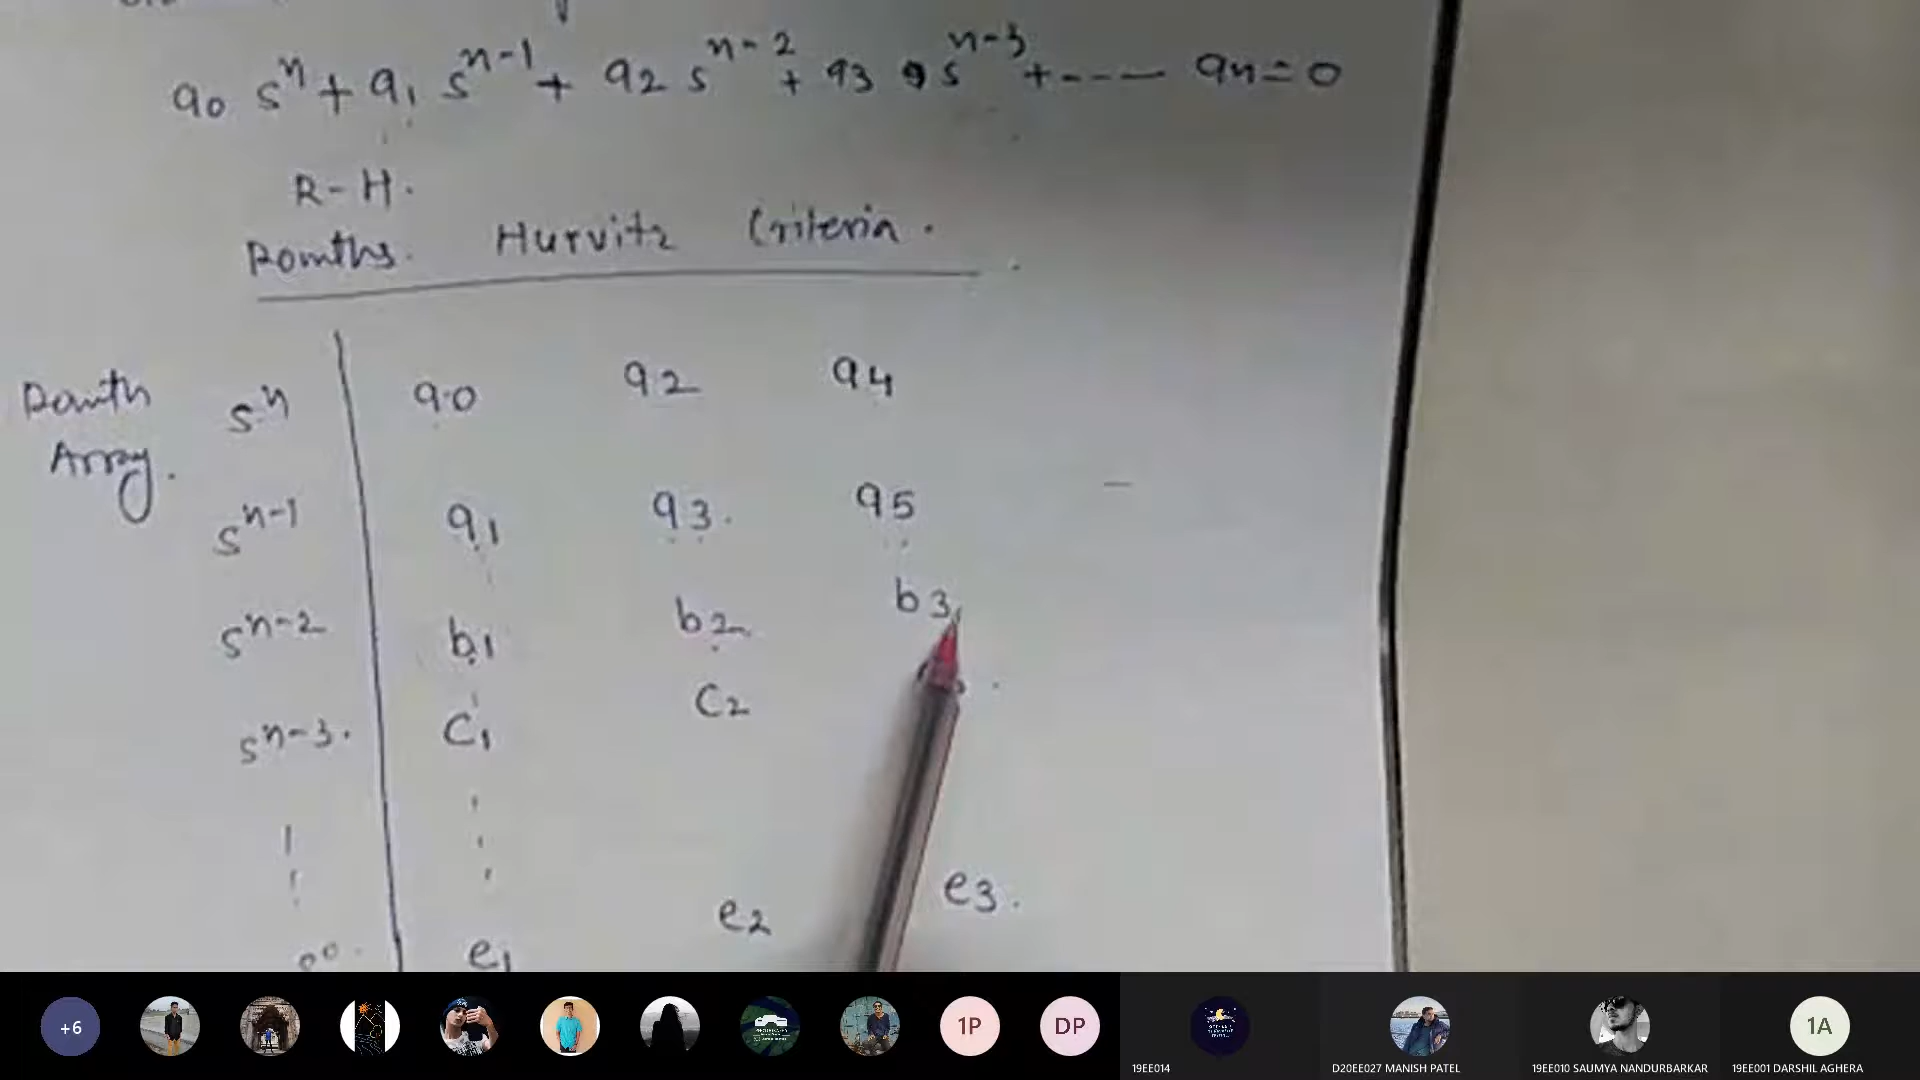 a0 s^n + a1 s^n-1 + a2 s^n-2 + a3 s^n-3 + ---- an = 0
R-H.
Rouths. Hurvitz Criteria.
Routh Array.
s^n a0 a2 a4
s^n-1 a1 a3. a5
s^n-2 b1 b2 b3
s^n-3. c1 c2
e1 e2 e3.
+6
1P
DP
1A
19EE014
D20EE027 MANISH PATEL
19EE010 SAUMYA NANDURBARKAR
19EE001 DARSHIL AGHERA